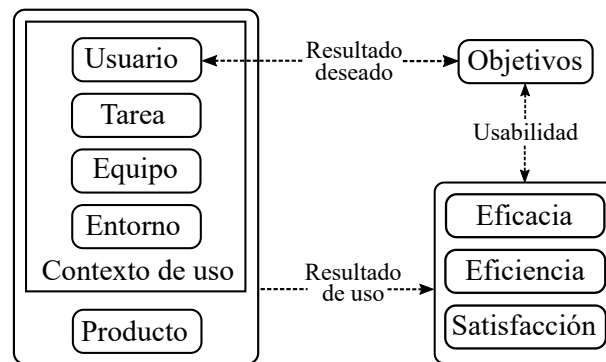 Usuario
Tarea
Equipo
Entorno
Contexto de uso
Producto
Resultado
deseado
Resultado
de uso
Objetivos
Usabilidad
Eficacia
Eficiencia
Satisfacción